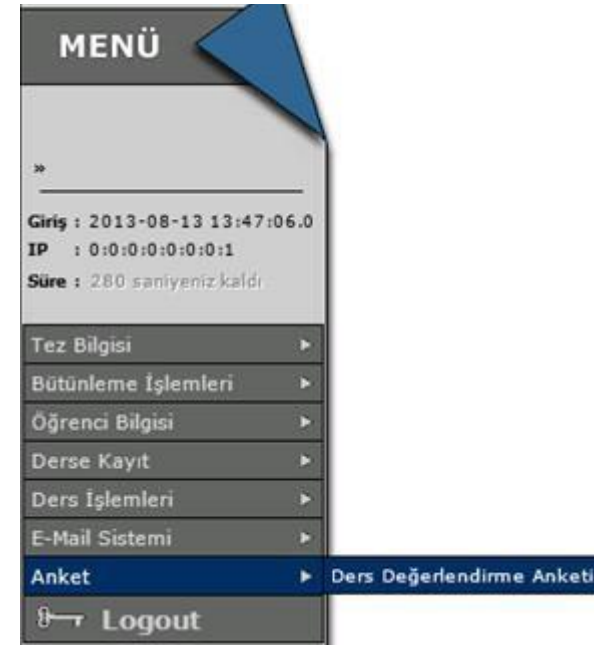 MENÜ
»
Giriş : 2013-08-13 13:47:06.0
IP : 0:0:0:0:0:0:0:1
Süre : 280 saniyeniz kaldı
Tez Bilgisi
Bütünleme İşlemleri
Öğrenci Bilgisi
Derse Kayıt
Ders İşlemleri
E-Mail Sistemi
Anket
Ders Değerlendirme Anketi
Logout